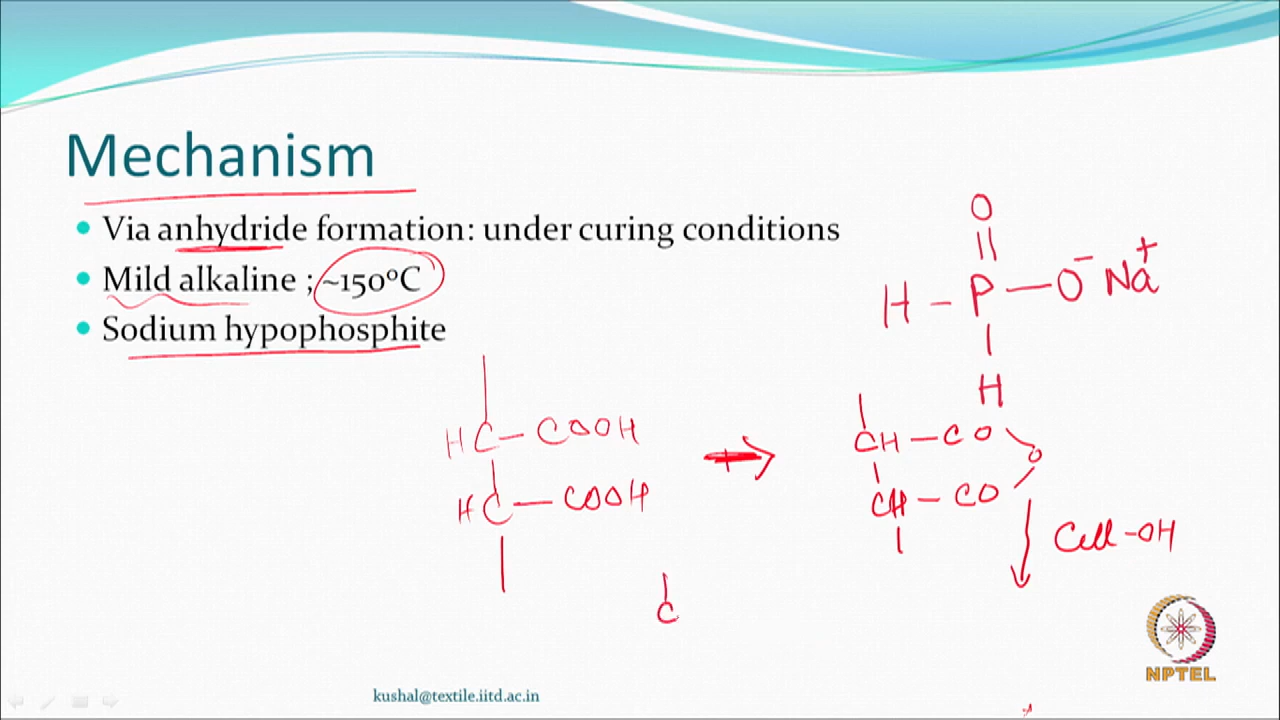 Mechanism
Via anhydride formation: under curing conditions
Mild alkaline ; ~150⁰C
Sodium hypophosphite
O
H - P - O⁻ Na⁺
H
HC - COOH
HC - COOH
CH - CO
O
CH - CO
Cell-OH
C
NPTEL
kushal@textile.iitd.ac.in